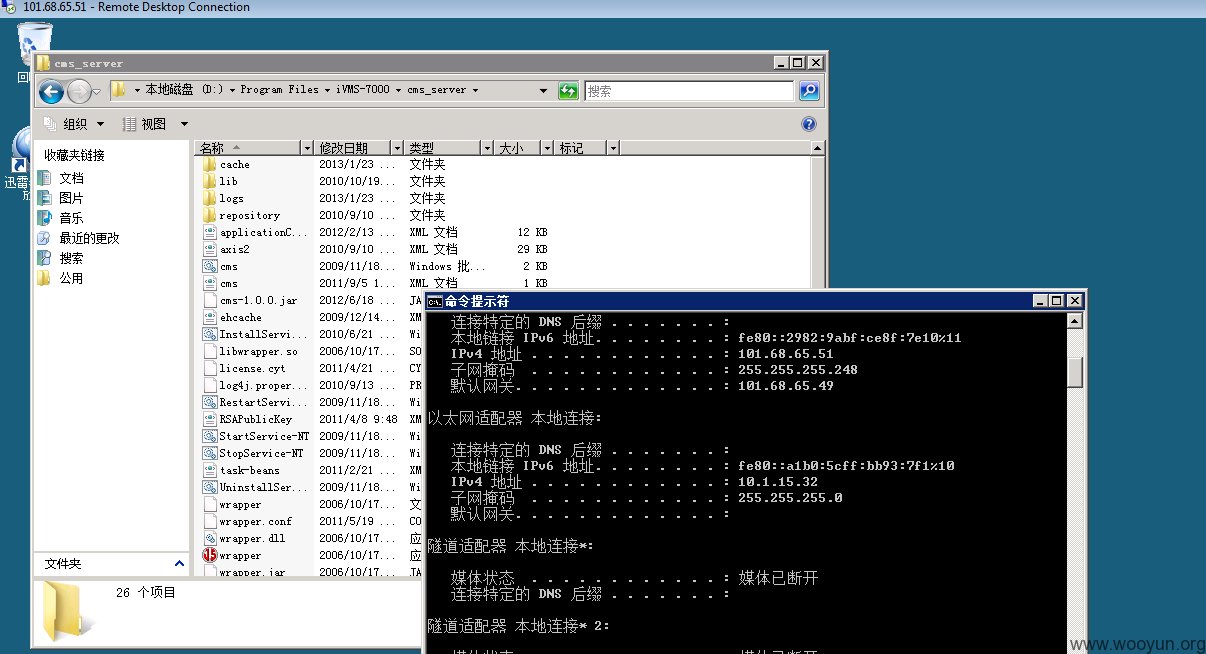 101.68.65.51 - Remote Desktop Connection
cms_server
本地磁盘 (D:) Program Files iVMS-7000 cms_server 搜索
组织 视图
收藏夹链接
文档
图片
音乐
最近的更改
搜索
公用
文件夹
名称 修改日期 类型 大小 标记
cache 2013/1/23 ... 文件夹
lib 2010/10/19... 文件夹
logs 2013/1/23 ... 文件夹
repository 2010/9/10 ... 文件夹
applicationC... 2012/2/13 ... XML 文档 12 KB
axis2 2010/9/10 ... XML 文档 29 KB
cms 2009/11/18... Windows 批... 2 KB
cms 2011/9/5 1... XML 文档 1 KB
cms-1.0.0.jar 2012/6/18 ... JA
ehcache 2009/12/14... XM
InstallServi... 2010/6/21 ... Wi
libwrapper.so 2006/10/17... SO
license.cyt 2011/4/21 ... CY
log4j.proper... 2010/9/13 ... PR
RestartServi... 2009/11/18... Wi
RSAPublicKey 2011/4/8 9:48 XM
StartService-NT 2009/11/18... Wi
StopService-NT 2009/11/18... Wi
task-beans 2011/2/21 ... XM
UninstallSer... 2009/11/18... Wi
wrapper 2006/10/17... 文
wrapper.conf 2011/5/19 ... CO
wrapper.dll 2006/10/17... 应
wrapper 2006/10/17... 应
wrapper.jar 2006/10/17... JA
26 个项目
命令提示符
连接特定的 DNS 后缀 . . . . . . . :
本地链接 IPv6 地址. . . . . . . . : fe80::2982:9abf:ce8f:7e10%11
IPv4 地址 . . . . . . . . . . . . : 101.68.65.51
子网掩码 . . . . . . . . . . . . : 255.255.255.248
默认网关. . . . . . . . . . . . . : 101.68.65.49
以太网适配器 本地连接:
连接特定的 DNS 后缀 . . . . . . . :
本地链接 IPv6 地址. . . . . . . . : fe80::a1b0:5cff:bb93:7f1%10
IPv4 地址 . . . . . . . . . . . . : 10.1.15.32
子网掩码 . . . . . . . . . . . . : 255.255.255.0
默认网关. . . . . . . . . . . . . :
隧道适配器 本地连接*:
媒体状态 . . . . . . . . . . . . : 媒体已断开
连接特定的 DNS 后缀 . . . . . . . :
隧道适配器 本地连接* 2:
www.wooyun.org